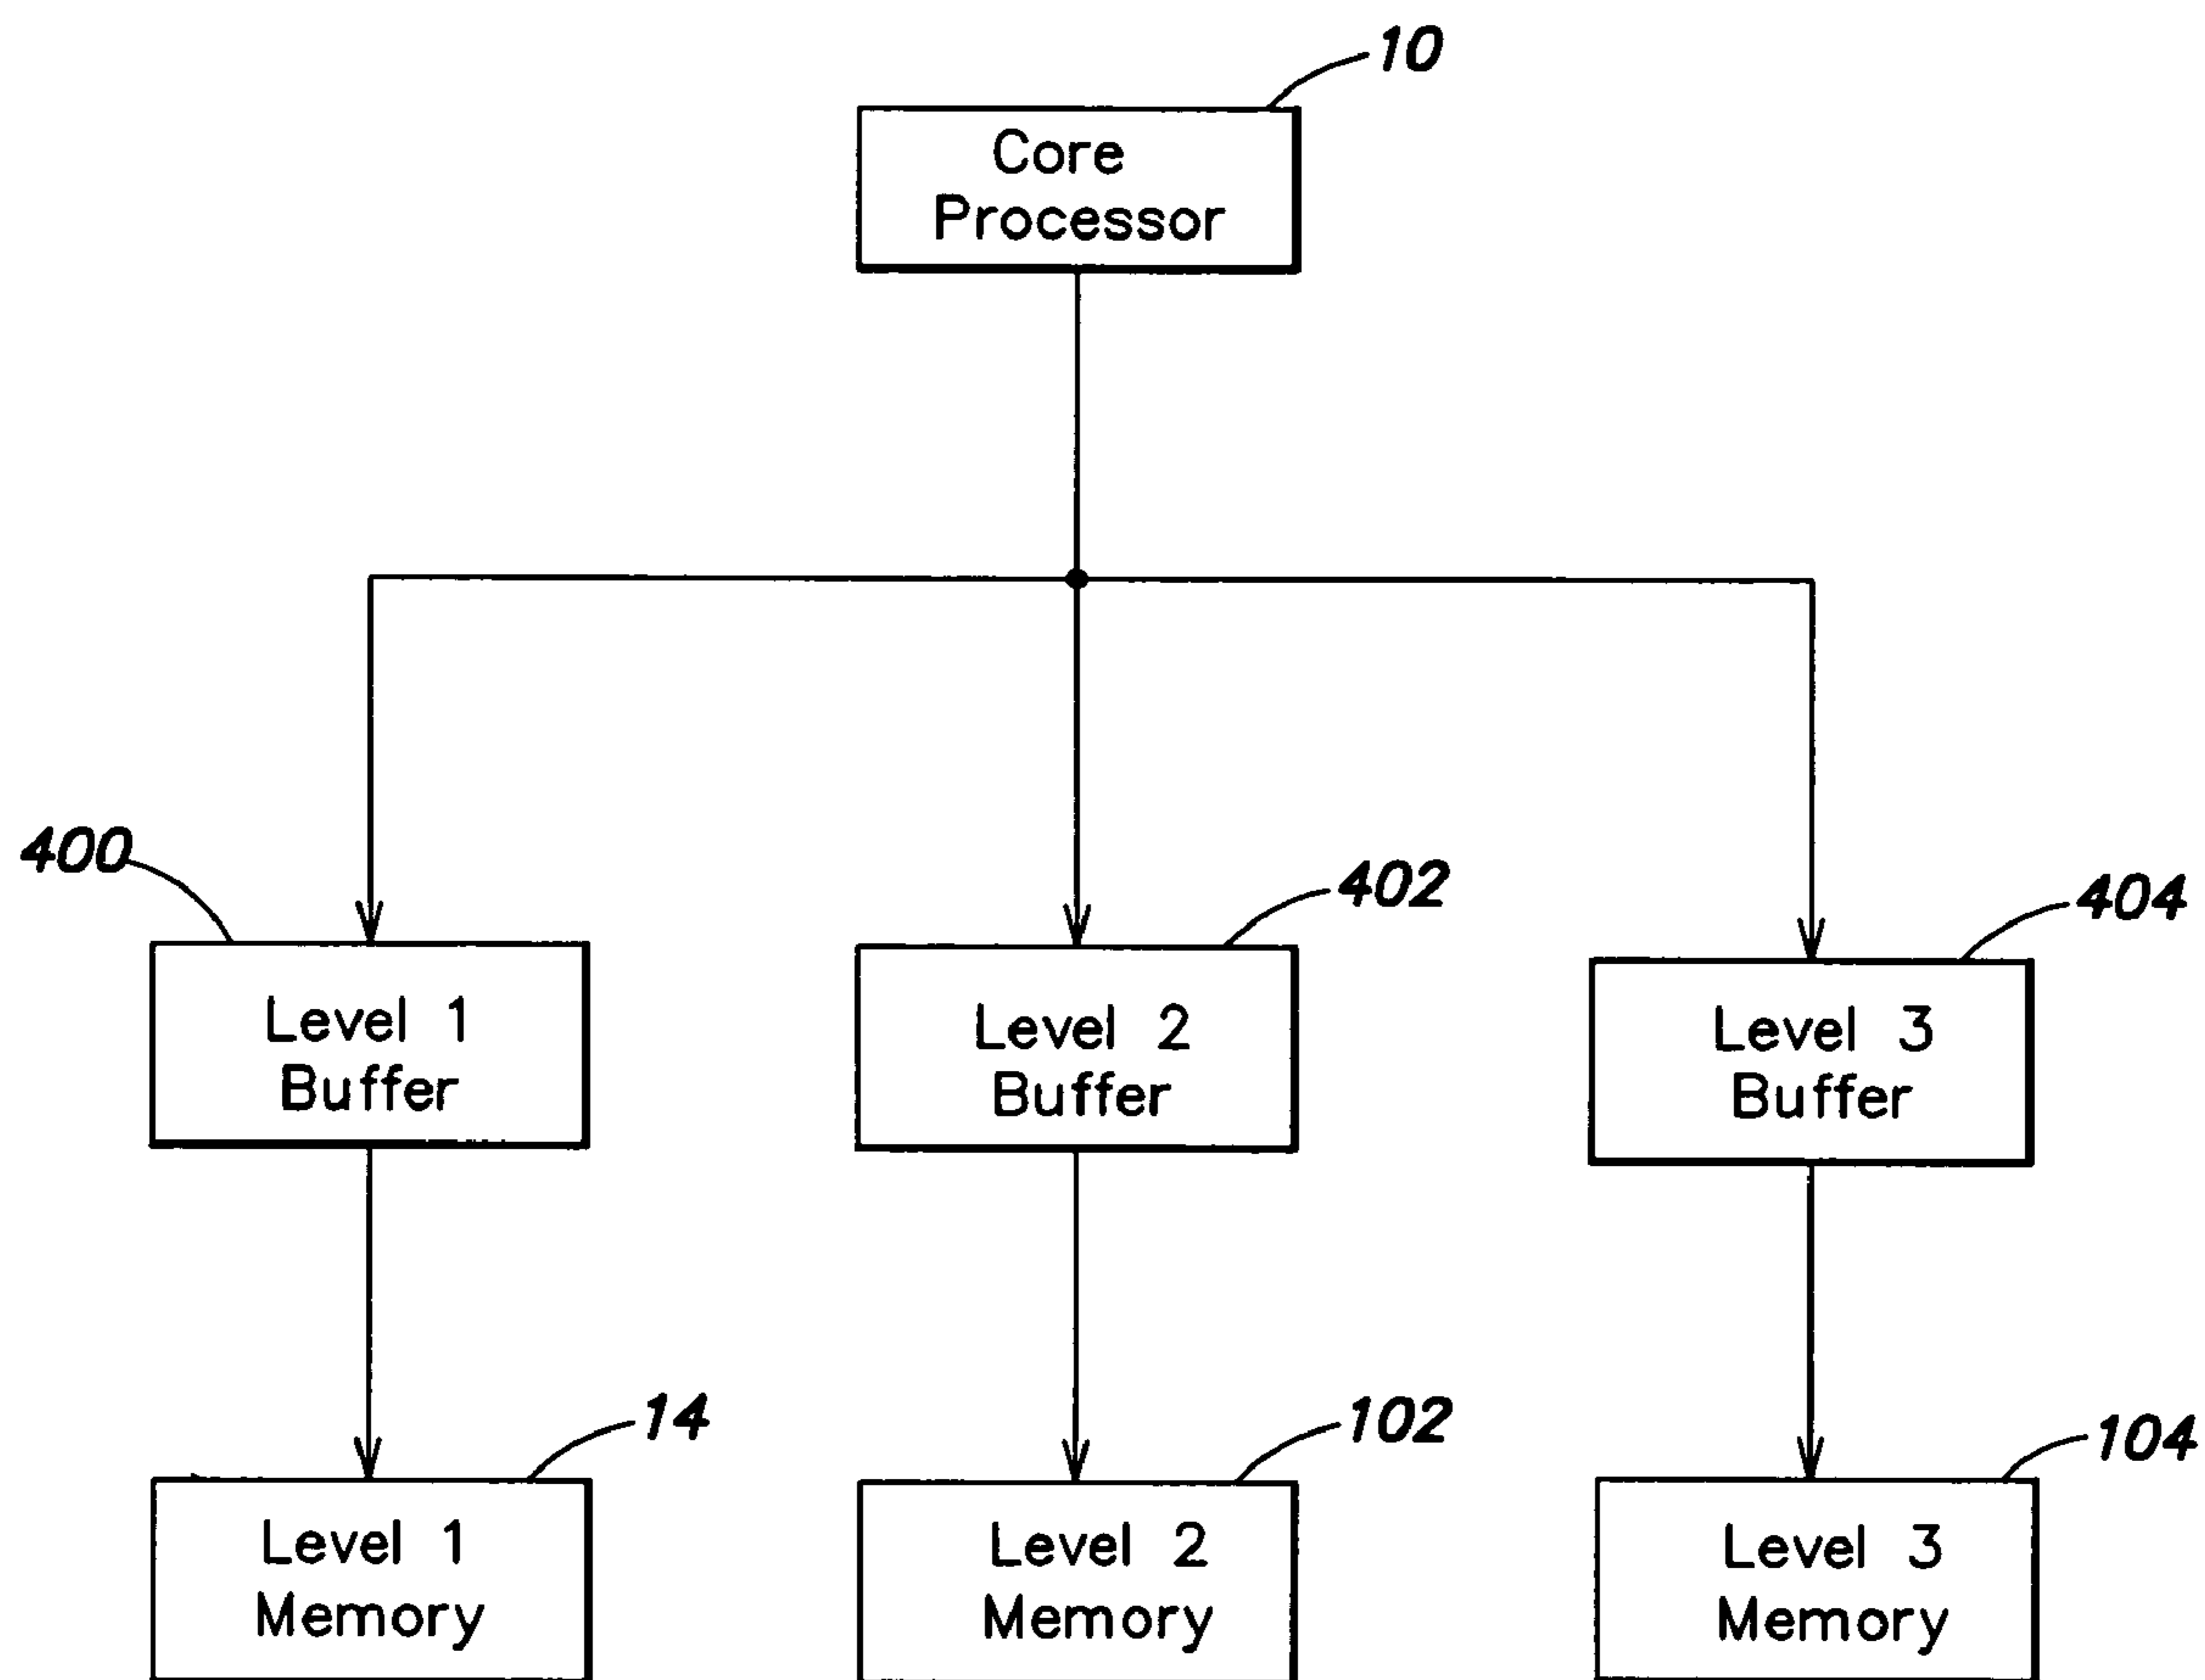 10
Core
Processor
400
402
404
Level 1
Buffer
Level 2
Buffer
Level 3
Buffer
14
102
104
Level 1
Memory
Level 2
Memory
Level 3
Memory